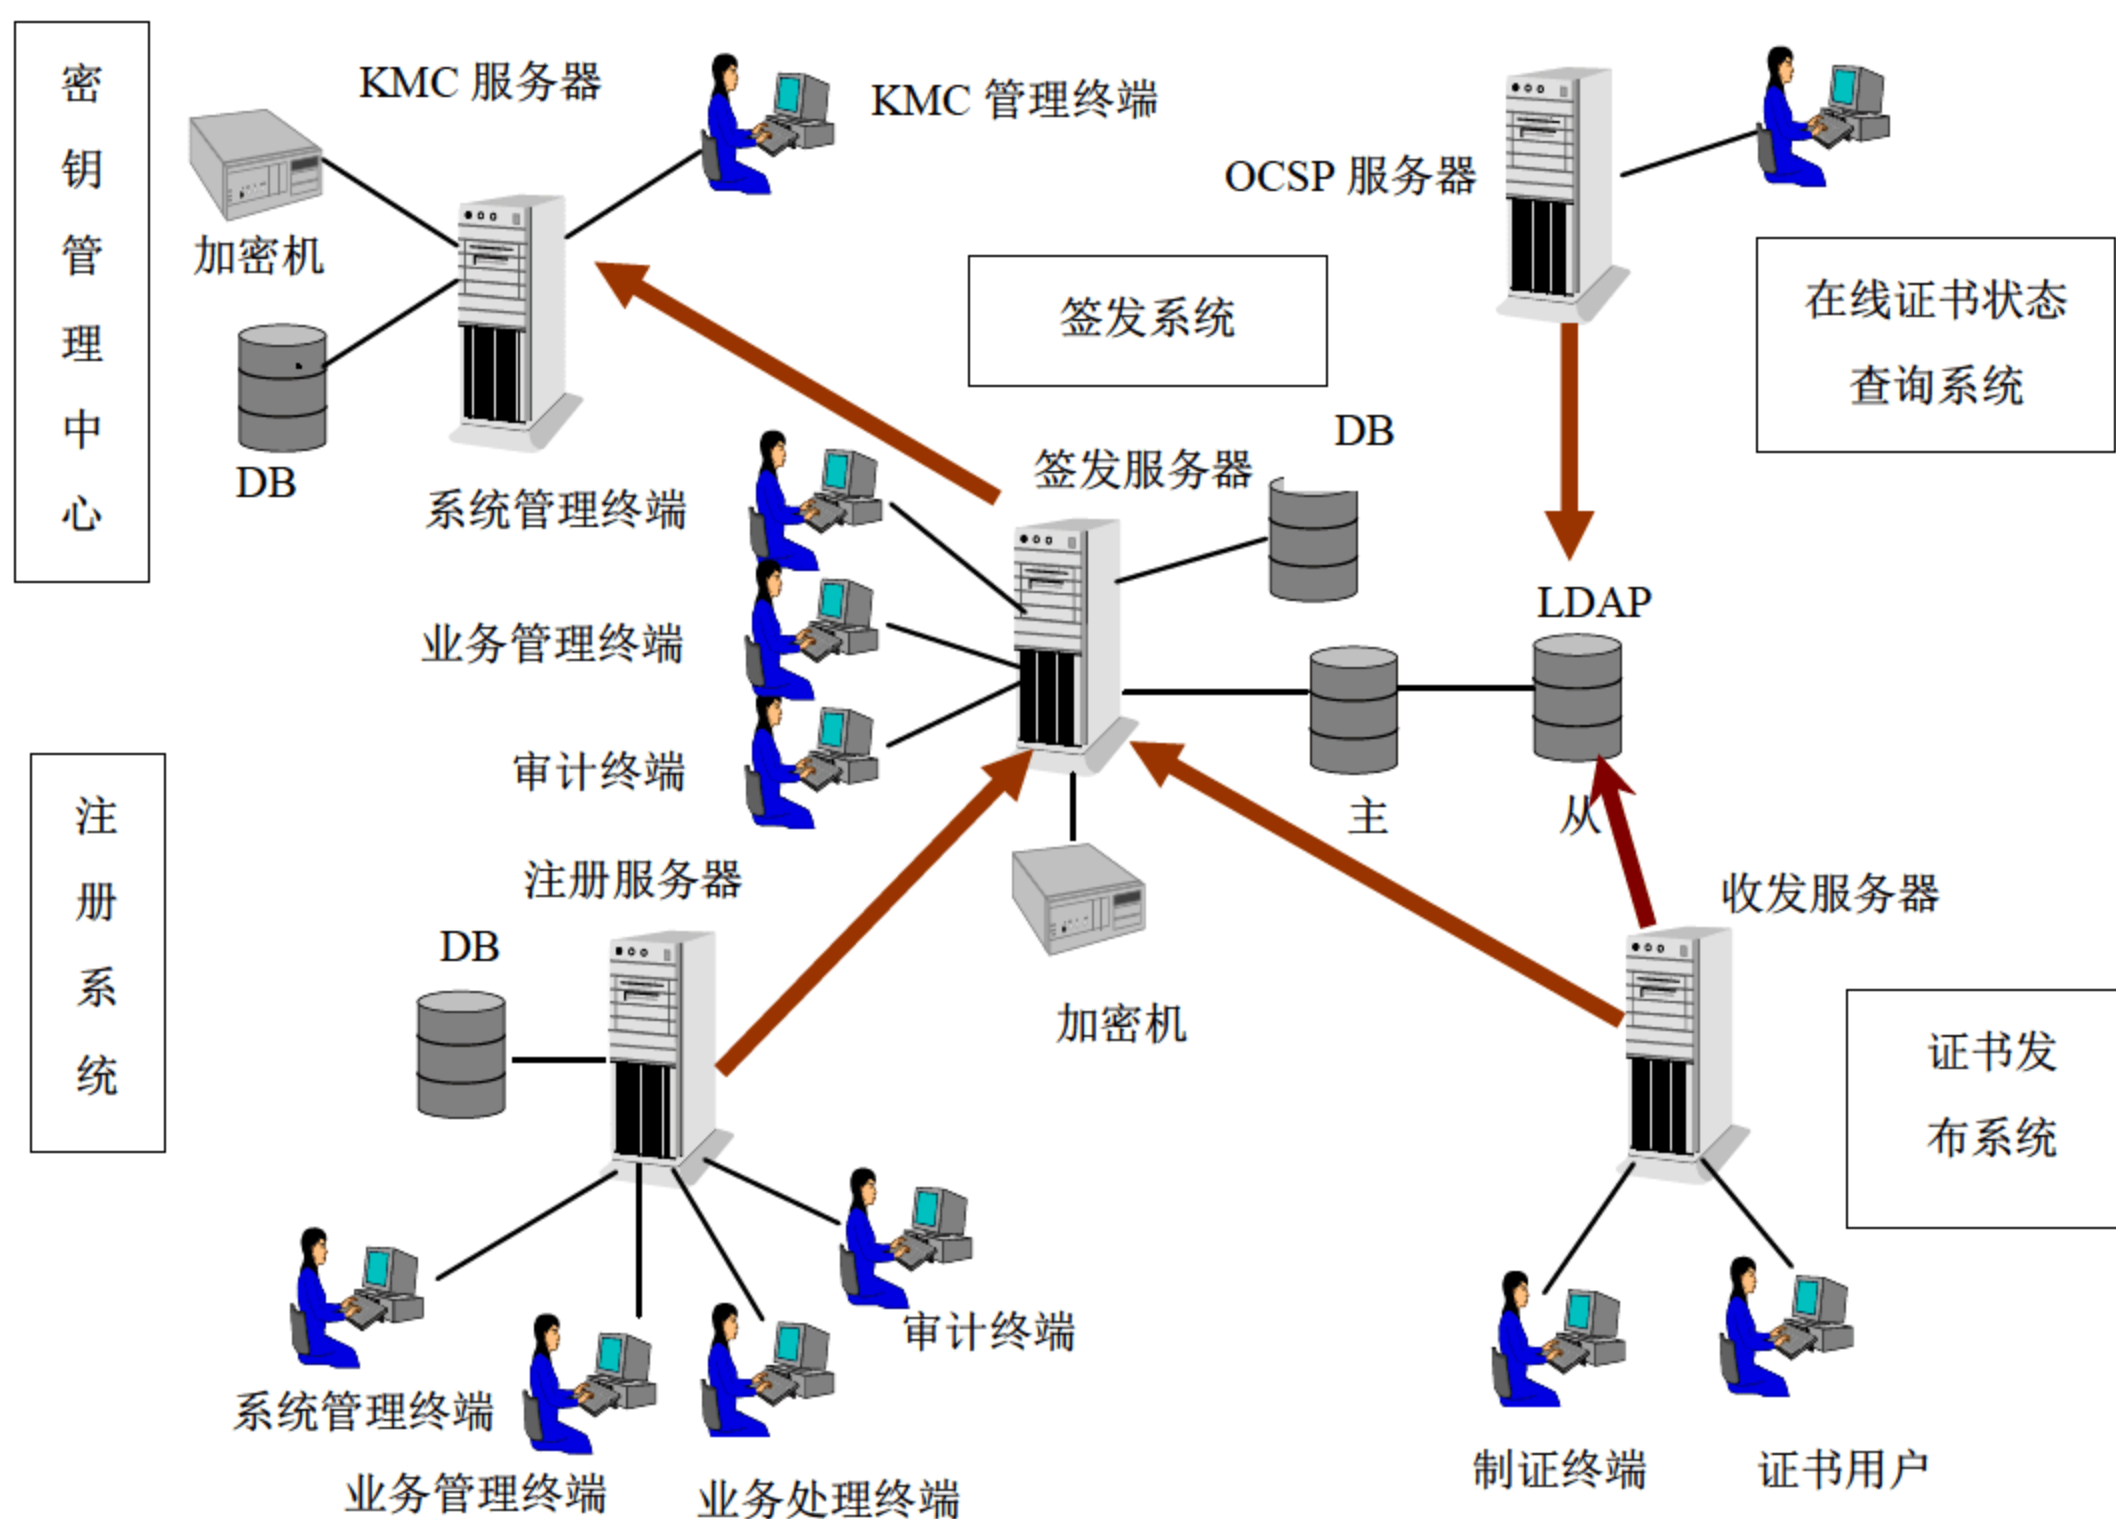 密
钥
管
理
中
心
KMC 服务器
KMC 管理终端
加密机
DB
OCSP 服务器
在线证书状态
查询系统
签发系统
签发服务器
DB
系统管理终端
业务管理终端
审计终端
LDAP
主
从
加密机
注
册
系
统
注册服务器
DB
系统管理终端
业务管理终端
业务处理终端
审计终端
收发服务器
证书发
布系统
制证终端
证书用户